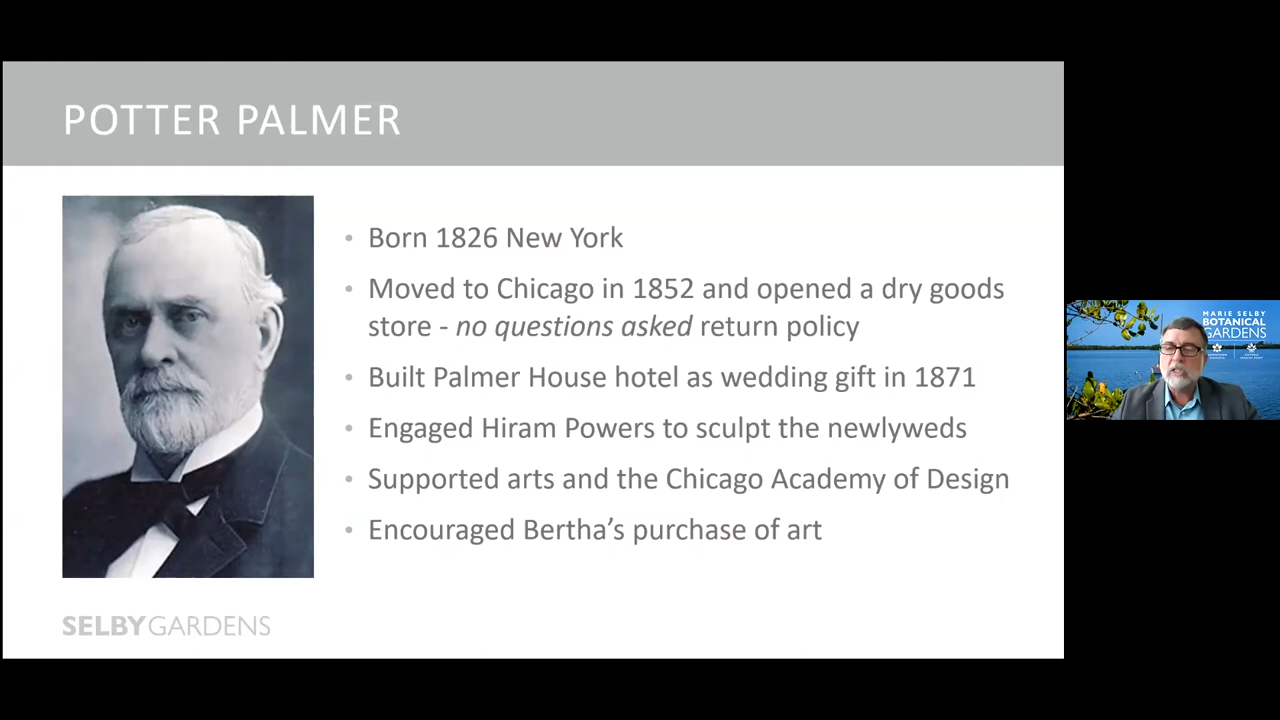 POTTER PALMER
• Born 1826 New York
• Moved to Chicago in 1852 and opened a dry goods
store - no questions asked return policy
• Built Palmer House hotel as wedding gift in 1871
• Engaged Hiram Powers to sculpt the newlyweds
• Supported arts and the Chicago Academy of Design
• Encouraged Bertha’s purchase of art
SELBYGARDENS
MARIE SELBY
BOTANICAL
GARDENS